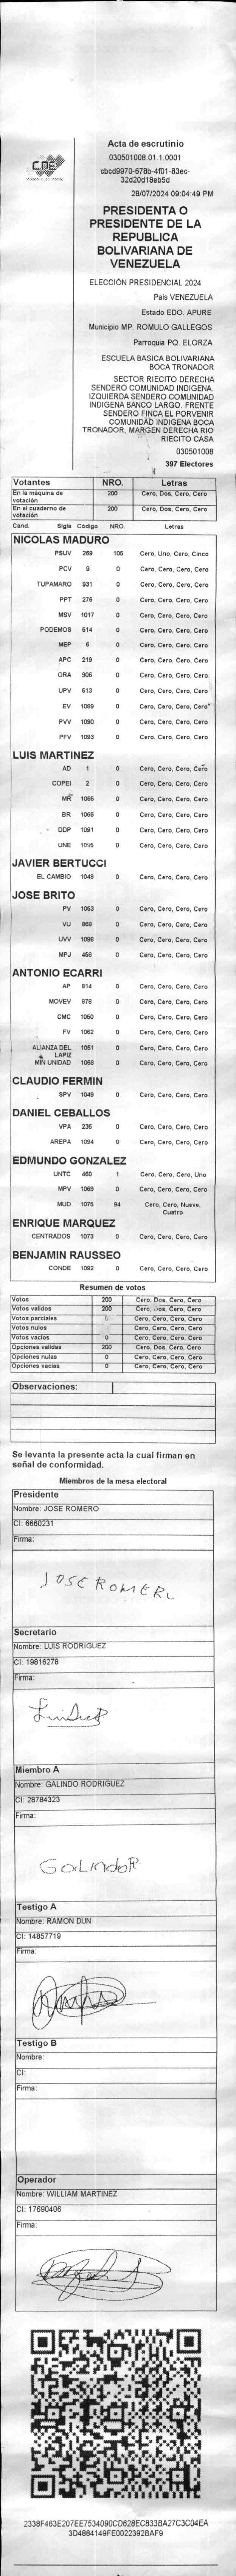 Acta de escrutinio
030501008.01.1.0001
cbcd9970-678b-4f01-83ec-
32d20d18eb5d
28/07/2024 09:04:49 PM
CNE
PRESIDENTA O
PRESIDENTE DE LA
REPUBLICA
BOLIVARIANA DE
VENEZUELA
ELECCIÓN PRESIDENCIAL 2024
País VENEZUELA
Estado EDO. APURE
Municipio MP. ROMULO GALLEGOS
Parroquia PQ. ELORZA
ESCUELA BASICA BOLIVARIANA
BOCA TRONADOR
SECTOR RIECITO DERECHA
SENDERO COMUNIDAD INDIGENA.
IZQUIERDA SENDERO COMUNIDAD
INDIGENA BANCO LARGO. FRENTE
SENDERO FINCA EL PORVENIR
COMUNIDAD INDIGENA BOCA
TRONADOR, MARGEN DERECHA RIO
RIECITO CASA
030501008
397 Electores
Votantes NRO. Letras
En la máquina de votación 200 Cero, Dos, Cero, Cero
En el cuaderno de votación 200 Cero, Dos, Cero, Cero
Cand. Sigla Código NRO. Letras
NICOLAS MADURO
PSUV 269 105 Cero, Uno, Cero, Cinco
PCV 9 0 Cero, Cero, Cero, Cero
TUPAMARO 931 0 Cero, Cero, Cero, Cero
PPT 276 0 Cero, Cero, Cero, Cero
MSV 1017 0 Cero, Cero, Cero, Cero
PODEMOS 514 0 Cero, Cero, Cero, Cero
MEP 6 0 Cero, Cero, Cero, Cero
APC 219 0 Cero, Cero, Cero, Cero
ORA 906 0 Cero, Cero, Cero, Cero
UPV 513 0 Cero, Cero, Cero, Cero
EV 1089 0 Cero, Cero, Cero, Cero
PVV 1090 0 Cero, Cero, Cero, Cero
PFV 1093 0 Cero, Cero, Cero, Cero
LUIS MARTINEZ
AD 1 0 Cero, Cero, Cero, Cero
COPEI 2 0 Cero, Cero, Cero, Cero
MR 1065 0 Cero, Cero, Cero, Cero
BR 1066 0 Cero, Cero, Cero, Cero
DDP 1091 0 Cero, Cero, Cero, Cero
UNE 1095 0 Cero, Cero, Cero, Cero
JAVIER BERTUCCI
EL CAMBIO 1048 0 Cero, Cero, Cero, Cero
JOSE BRITO
PV 1053 0 Cero, Cero, Cero, Cero
VU 868 0 Cero, Cero, Cero, Cero
UVV 1096 0 Cero, Cero, Cero, Cero
MPJ 458 0 Cero, Cero, Cero, Cero
ANTONIO ECARRI
AP 914 0 Cero, Cero, Cero, Cero
MOVEV 978 0 Cero, Cero, Cero, Cero
CMC 1050 0 Cero, Cero, Cero, Cero
FV 1062 0 Cero, Cero, Cero, Cero
ALIANZA DEL LAPIZ 1051 0 Cero, Cero, Cero, Cero
MIN UNIDAD 1058 0 Cero, Cero, Cero, Cero
CLAUDIO FERMIN
SPV 1049 0 Cero, Cero, Cero, Cero
DANIEL CEBALLOS
VPA 236 0 Cero, Cero, Cero, Cero
AREPA 1094 0 Cero, Cero, Cero, Cero
EDMUNDO GONZALEZ
UNTC 460 1 Cero, Cero, Cero, Uno
MPV 1069 0 Cero, Cero, Cero, Cero
MUD 1075 94 Cero, Cero, Nueve, Cuatro
ENRIQUE MARQUEZ
CENTRADOS 1073 0 Cero, Cero, Cero, Cero
BENJAMIN RAUSSEO
CONDE 1092 0 Cero, Cero, Cero, Cero
Resumen de votos
Votos 200 Cero, Dos, Cero, Cero
Votos validos 200 Cero, Dos, Cero, Cero
Votos parciales Cero, Cero, Cero, Cero
Votos nulos Cero, Cero, Cero, Cero
Votos vacios 0 Cero, Cero, Cero, Cero
Opciones validas 200 Cero, Dos, Cero, Cero
Opciones nulas 0 Cero, Cero, Cero, Cero
Opciones vacias 0 Cero, Cero, Cero, Cero
Observaciones:
Se levanta la presente acta la cual firman en
señal de conformidad.
Miembros de la mesa electoral
Presidente
Nombre: JOSE ROMERO
CI: 6660231
Firma:
JOSE ROMERO
Secretario
Nombre: LUIS RODRIGUEZ
CI: 19816278
Firma:
Miembro A
Nombre: GALINDO RODRIGUEZ
CI: 28784323
Firma:
GaLindoR
Testigo A
Nombre: RAMON DUN
CI: 14857719
Firma:
Testigo B
Nombre:
CI:
Firma:
Operador
Nombre: WILLIAM MARTINEZ
CI: 17690406
Firma:
2338F463E207EE7534090CD628EC833BA27C3C04EA
3D4884149FE0022392BAF9